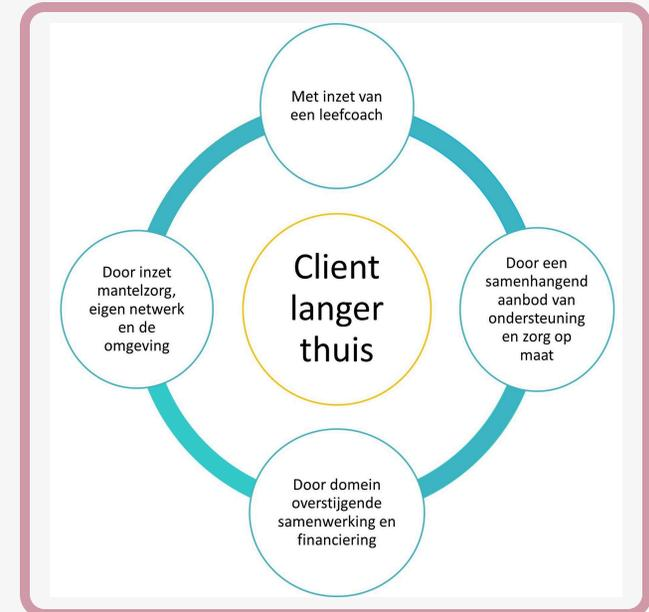 Met inzet van
een leefcoach
Door een
samenhangend
aanbod van
ondersteuning
en zorg op
maat
Door domein
overstijgende
samenwerking en
financiering
Door inzet
mantelzorg,
eigen netwerk
en de
omgeving
Client
langer
thuis